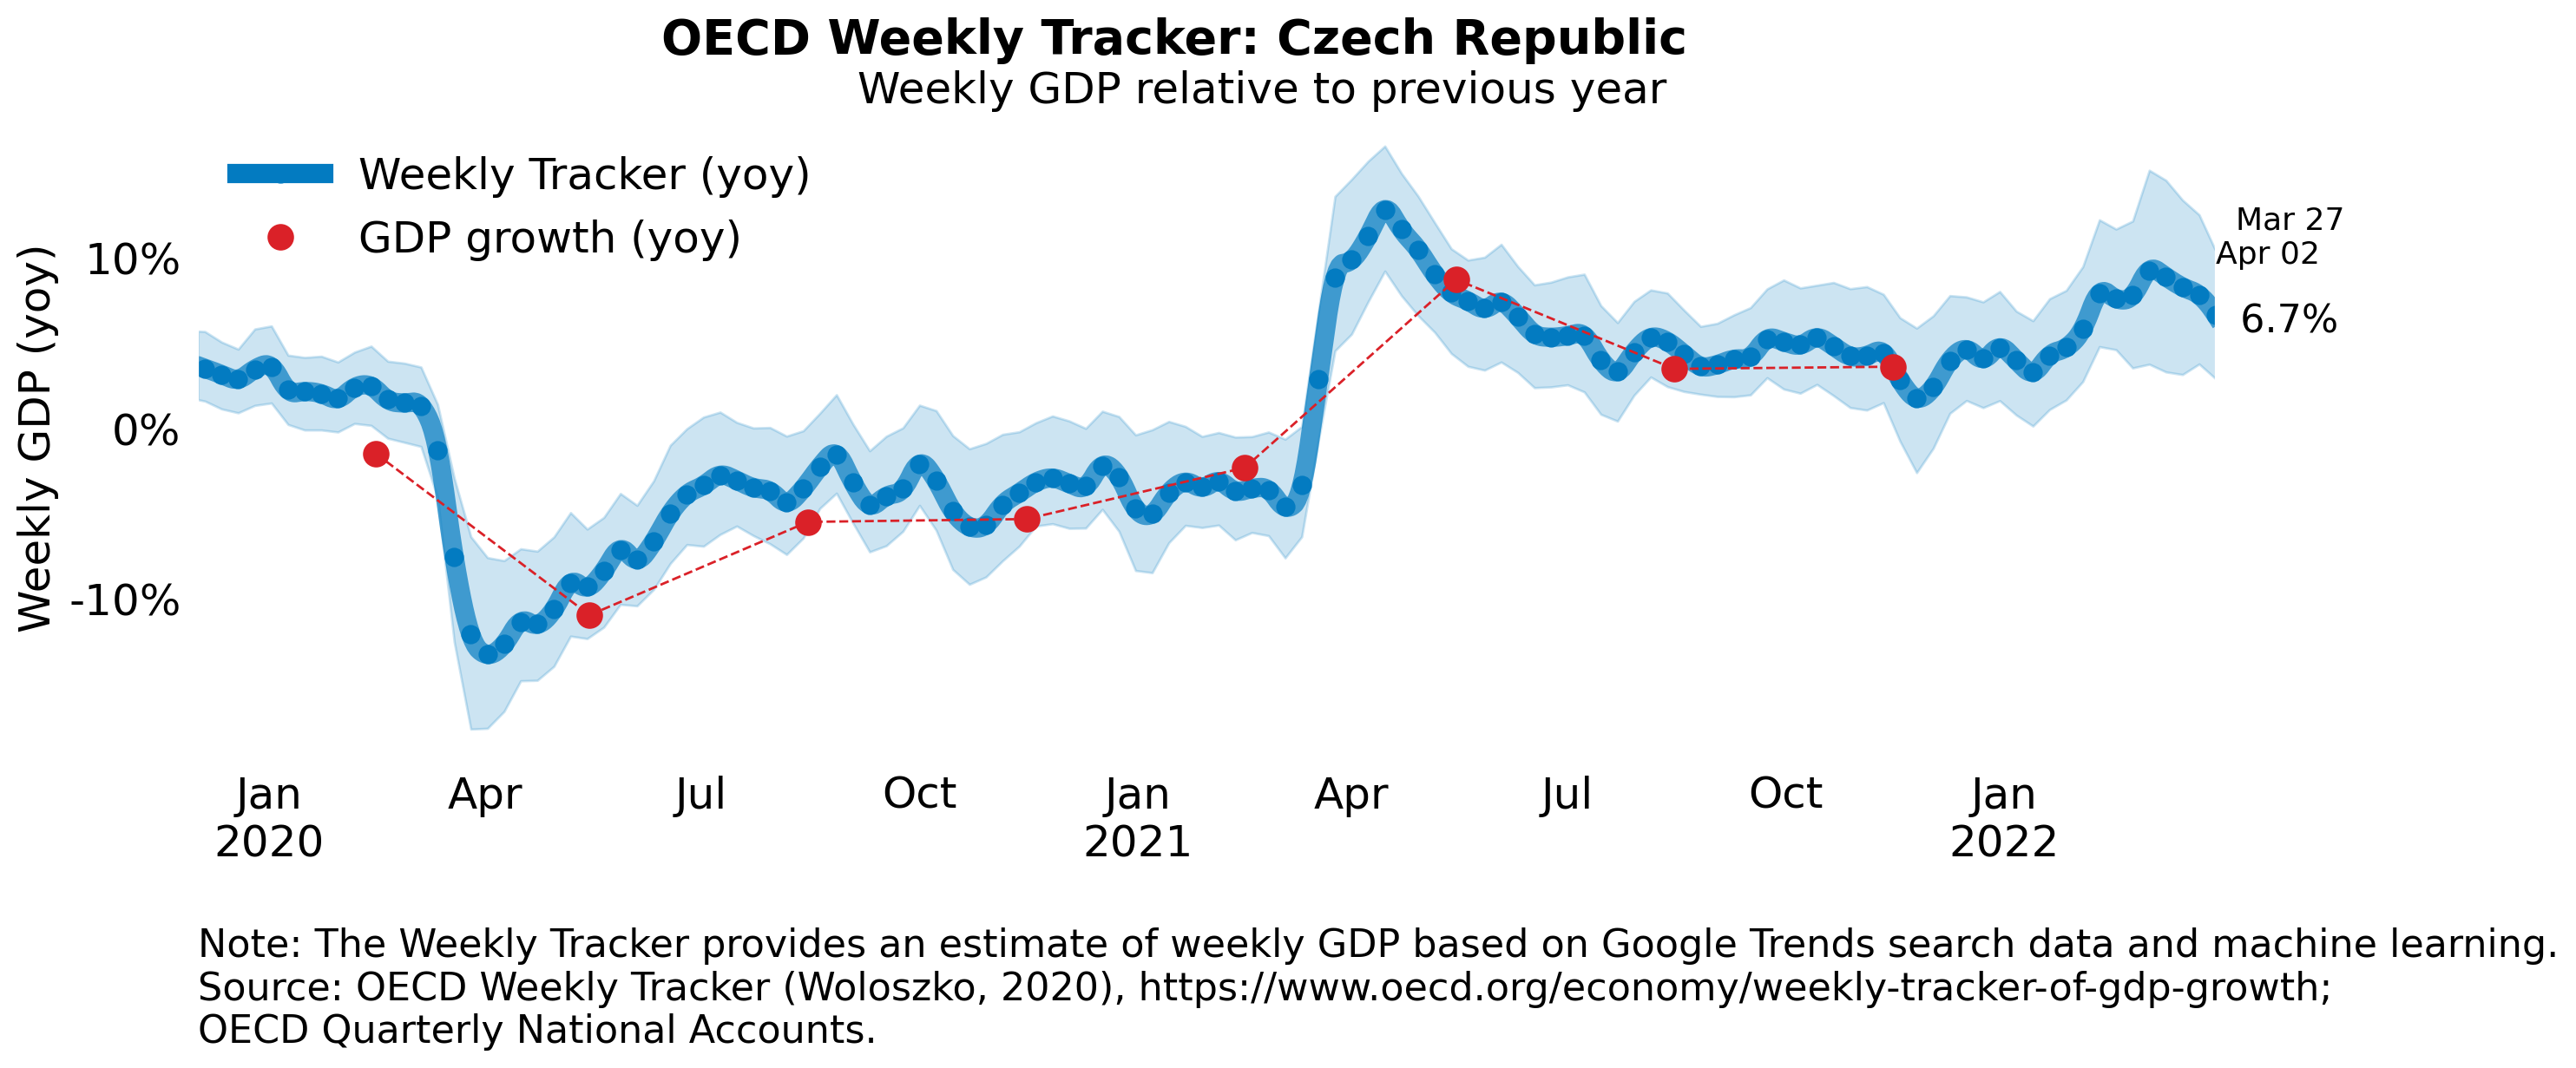 OECD Weekly Tracker: Czech Republic
Weekly GDP relative to previous year
Weekly Tracker (yoy)
GDP growth (yoy)
Weekly GDP (yoy)
10%
0%
-10%
Mar 27
Apr 02
6.7%
Jan Apr Jul Oct Jan Apr Jul Oct Jan
2020 2021 2022
Note: The Weekly Tracker provides an estimate of weekly GDP based on Google Trends search data and machine learning.
Source: OECD Weekly Tracker (Woloszko, 2020), https://www.oecd.org/economy/weekly-tracker-of-gdp-growth;
OECD Quarterly National Accounts.